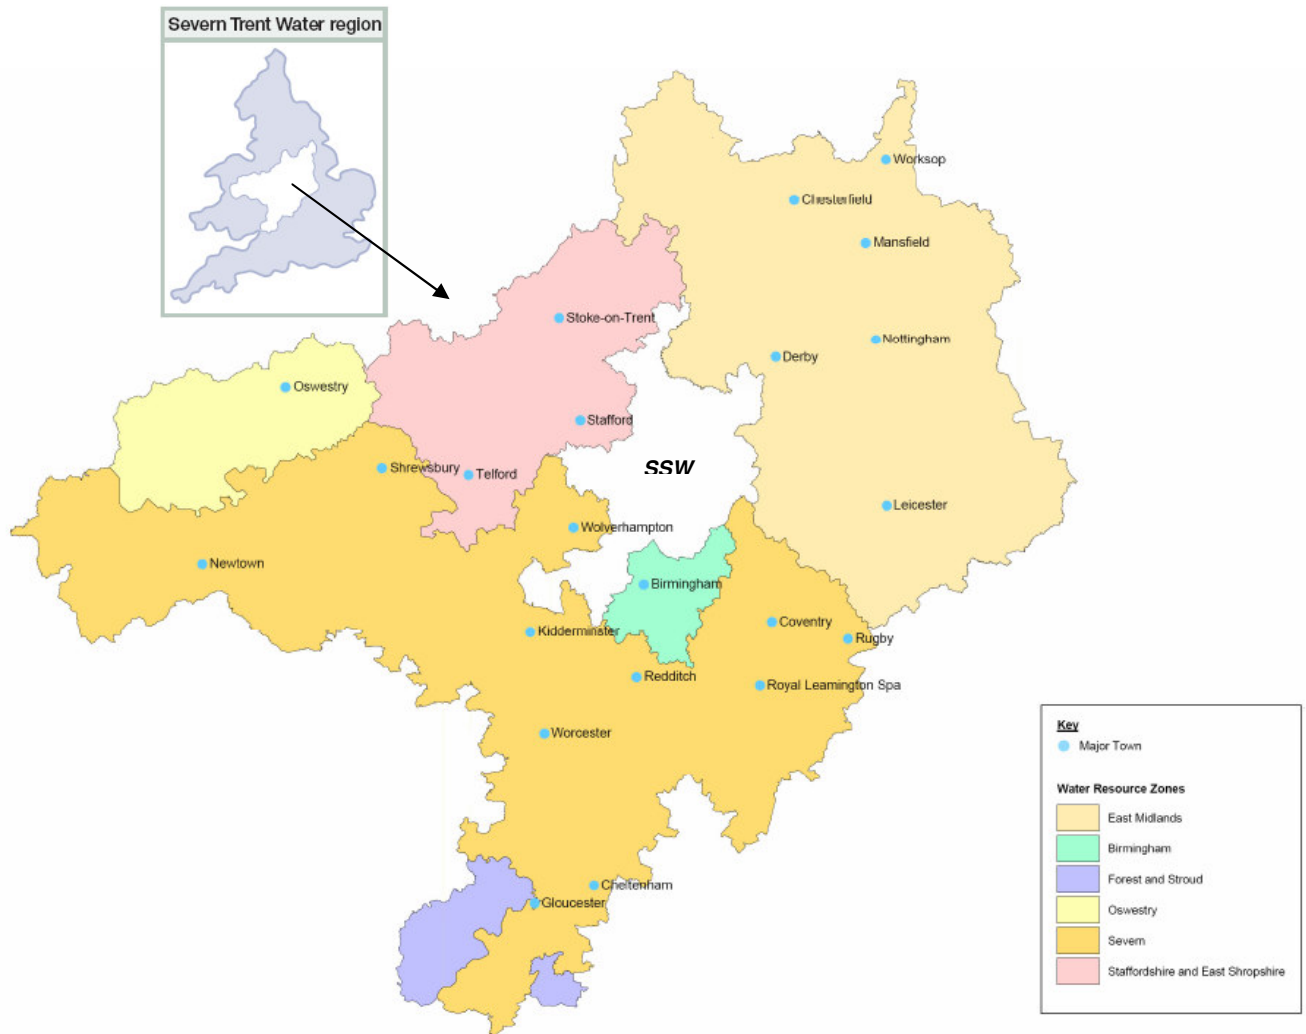 Severn Trent Water region
Worksop
Chesterfield
Mansfield
Stoke-on-Trent
Nottingham
Derby
Oswestry
Stafford
SSW
Shrewsbury
Telford
Leicester
Wolverhampton
Newtown
Birmingham
Coventry
Kidderminster
Rugby
Redditch
Royal Leamington Spa
Worcester
Cheltenham
Gloucester
Key
Major Town
Water Resource Zones
East Midlands
Birmingham
Forest and Stroud
Oswestry
Severn
Staffordshire and East Shropshire